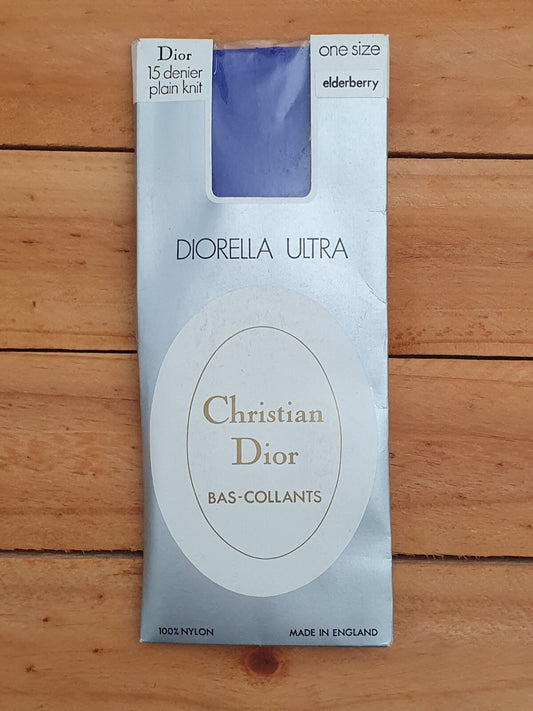 Dior
15 denier
plain knit
one size
elderberry
DIORELLA ULTRA
Christian
Dior
BAS-COLLANTS
100% NYLON
MADE IN ENGLAND